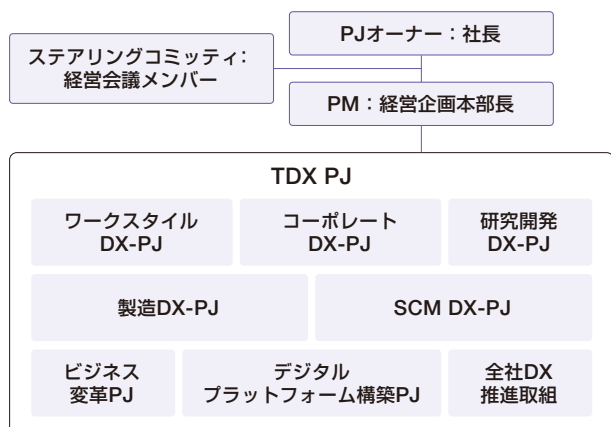 PJオーナー：社長
ステアリングコミッティ：
経営会議メンバー
PM：経営企画本部長
TDX PJ
ワークスタイル
DX-PJ
コーポレート
DX-PJ
研究開発
DX-PJ
製造DX-PJ
SCM DX-PJ
ビジネス
変革PJ
デジタル
プラットフォーム構築PJ
全社DX
推進取組